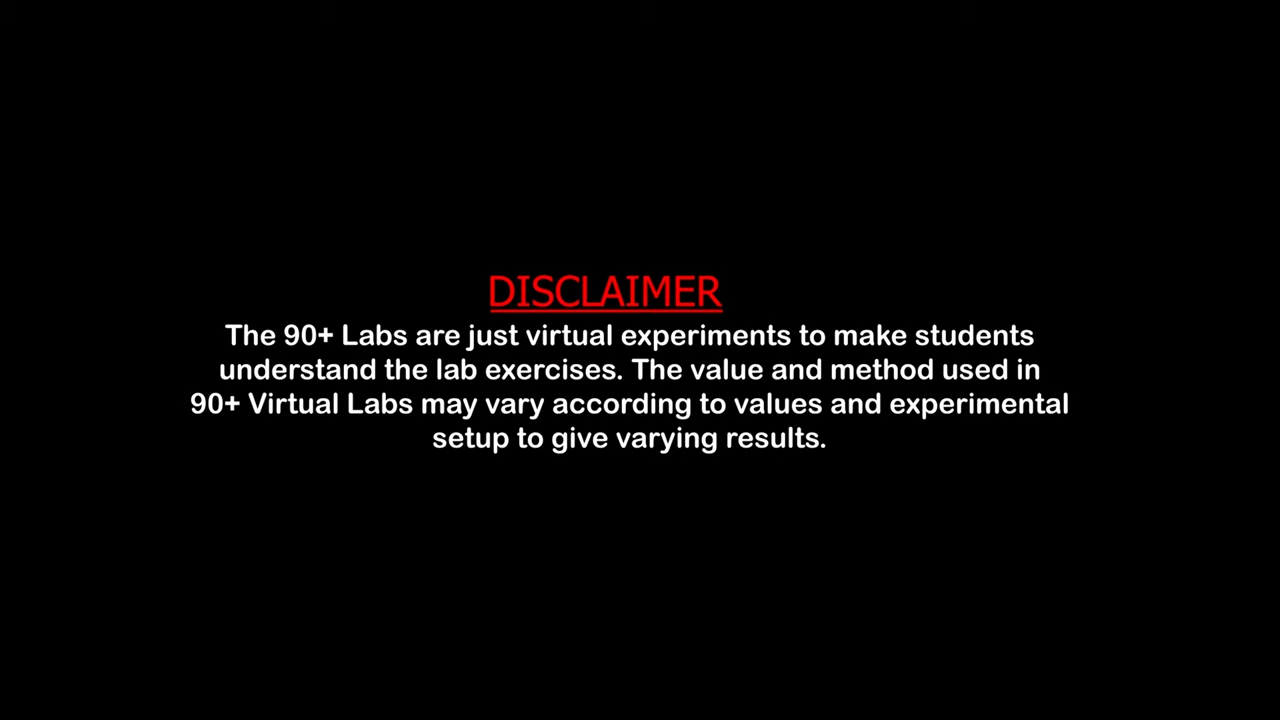 DISCLAIMER
The 90+ Labs are just virtual experiments to make students
understand the lab exercises. The value and method used in
90+ Virtual Labs may vary according to values and experimental
setup to give varying results.